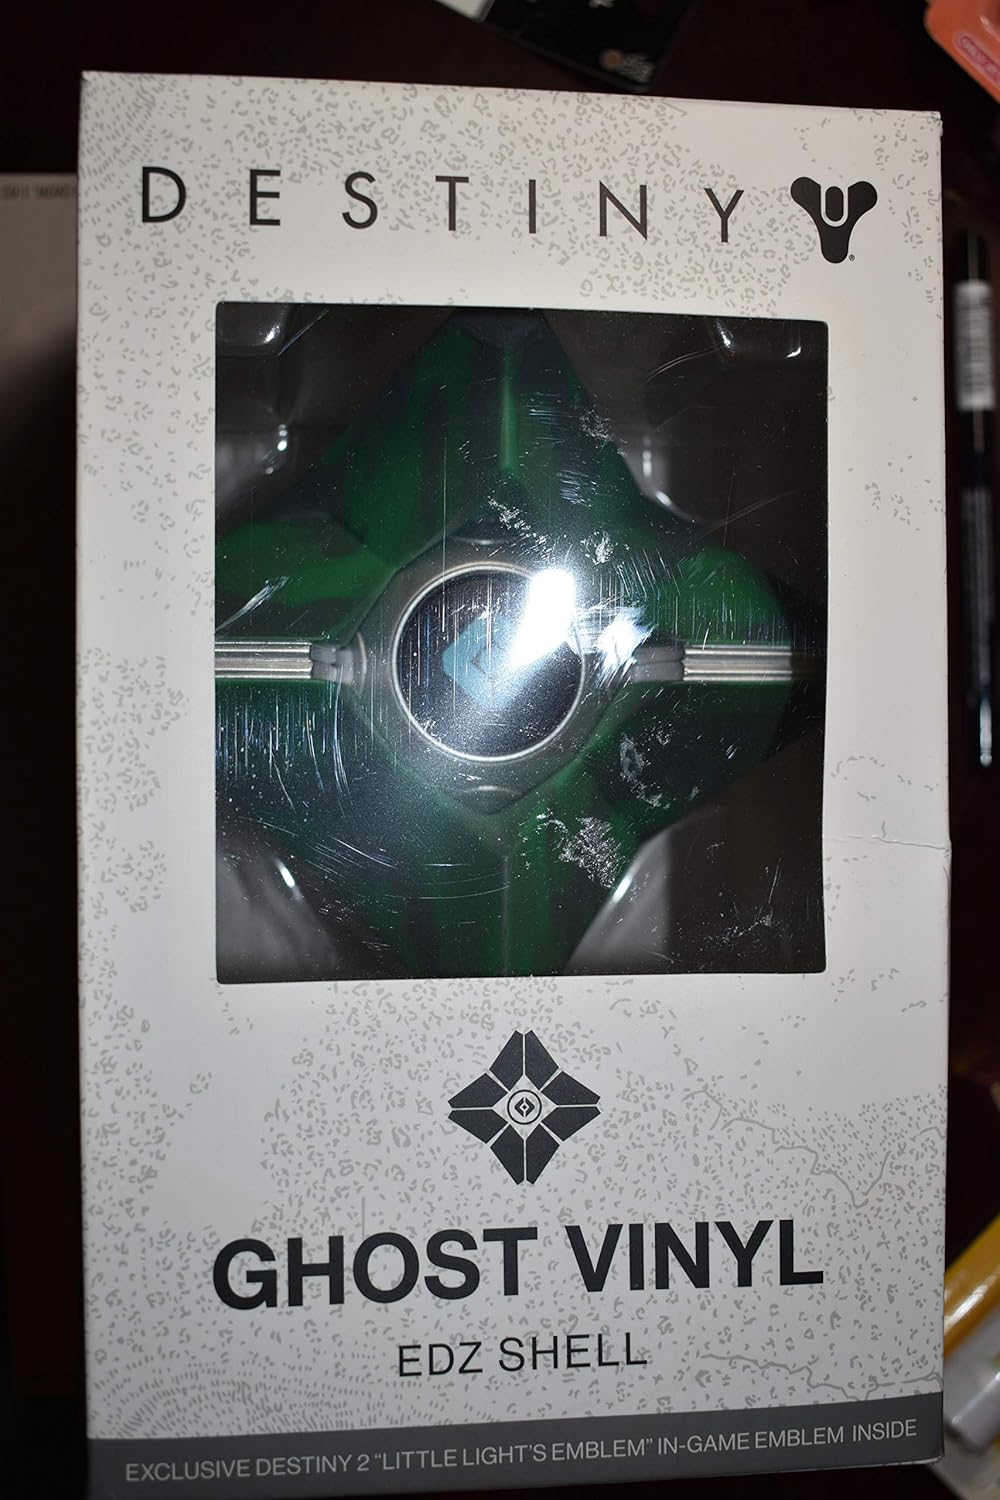 DESTINY
GHOST VINYL
EDZ SHELL
EXCLUSIVE DESTINY 2 “LITTLE LIGHT'S EMBLEM” IN-GAME EMBLEM INSIDE